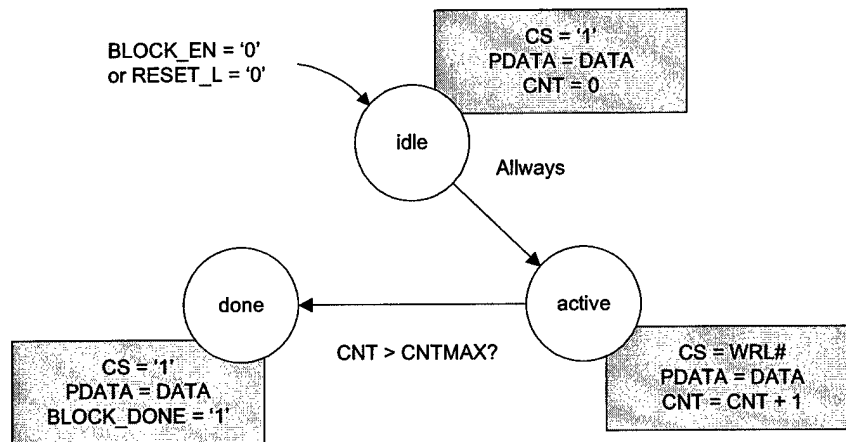 BLOCK_EN = ‘0’
or RESET_L = ‘0’
CS = ‘1’
PDATA = DATA
CNT = 0
idle
Allways
done
active
CNT > CNTMAX?
CS = ‘1’
PDATA = DATA
BLOCK_DONE = ‘1’
CS = WRL#
PDATA = DATA
CNT = CNT + 1